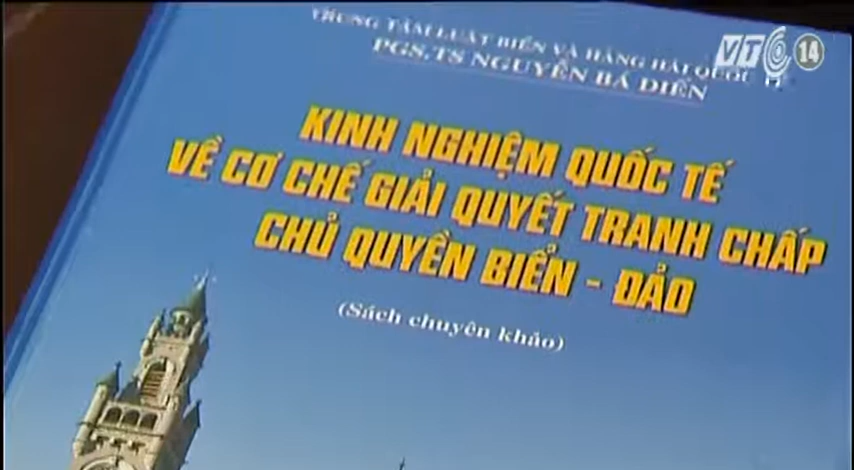 TRUNG TÂM LUẬT BIỂN VÀ HÀNG HẢI QUỐC TẾ
PGS.TS NGUYỄN BÁ DIẾN
VTC 14
KINH NGHIỆM QUỐC TẾ
VỀ CƠ CHẾ GIẢI QUYẾT TRANH CHẤP
CHỦ QUYỀN BIỂN - ĐẢO
(Sách chuyên khảo)